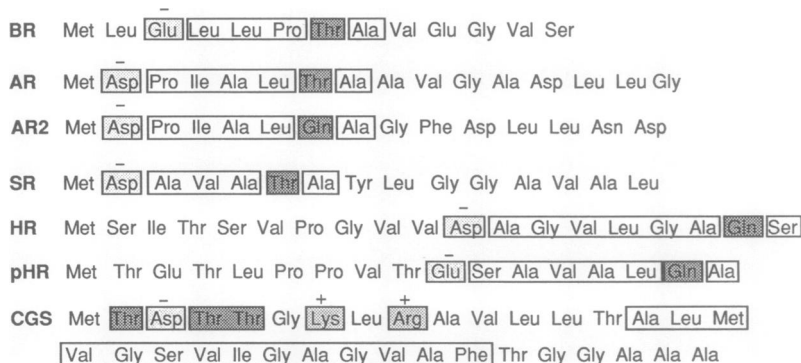 −
BR Met Leu Glu Leu Leu Pro Thr Ala Val Glu Gly Val Ser
−
AR Met Asp Pro Ile Ala Leu Thr Ala Ala Val Gly Ala Asp Leu Leu Gly
−
AR2 Met Asp Pro Ile Ala Leu Gln Ala Gly Phe Asp Leu Leu Asn Asp
−
SR Met Asp Ala Val Ala Thr Ala Tyr Leu Gly Gly Ala Val Ala Leu
−
HR Met Ser Ile Thr Ser Val Pro Gly Val Val Asp Ala Gly Val Leu Gly Ala Gln Ser
−
pHR Met Thr Glu Thr Leu Pro Pro Val Thr Glu Ser Ala Val Ala Leu Gln Ala
− + +
CGS Met Thr Asp Thr Thr Gly Lys Leu Arg Ala Val Leu Leu Thr Ala Leu Met
Val Gly Ser Val Ile Gly Ala Gly Val Ala Phe Thr Gly Gly Ala Ala Ala